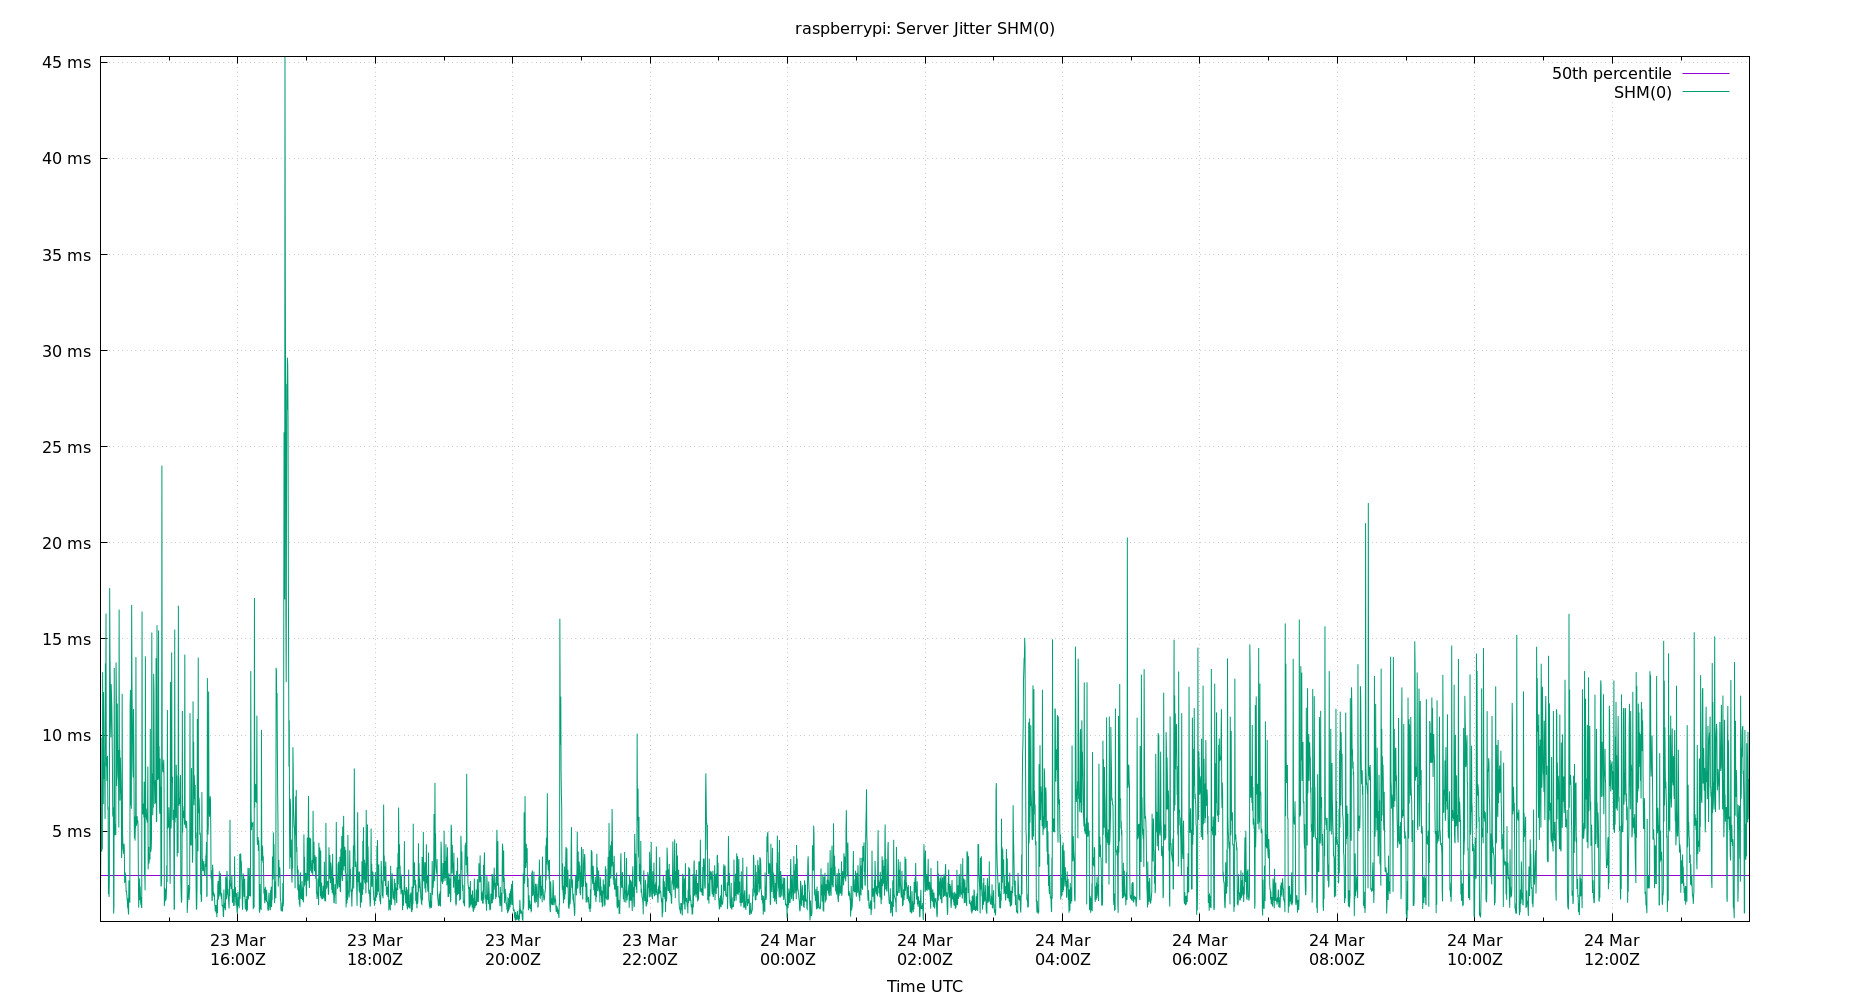 raspberrypi: Server Jitter SHM(0)
45 ms
40 ms
35 ms
30 ms
25 ms
20 ms
15 ms
10 ms
5 ms
50th percentile
SHM(0)
23 Mar 23 Mar 23 Mar 23 Mar 24 Mar 24 Mar 24 Mar 24 Mar 24 Mar 24 Mar 24 Mar
16:00Z 18:00Z 20:00Z 22:00Z 00:00Z 02:00Z 04:00Z 06:00Z 08:00Z 10:00Z 12:00Z
Time UTC